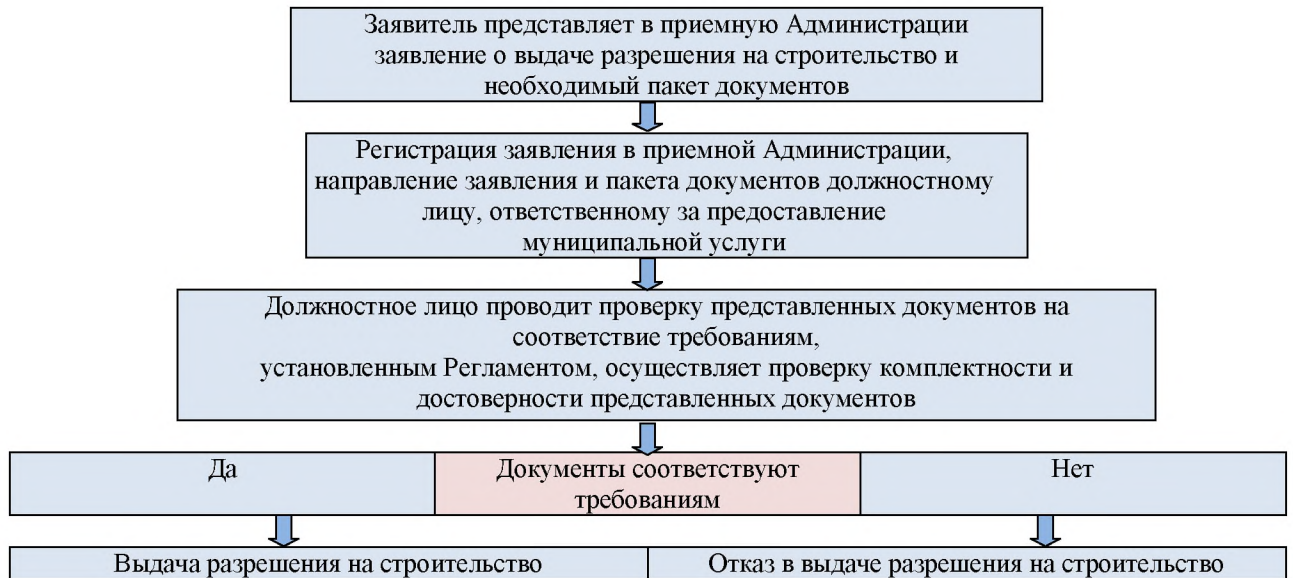 Заявитель представляет в приемную Администрации
заявление о выдаче разрешения на строительство и
необходимый пакет документов
Регистрация заявления в приемной Администрации,
направление заявления и пакета документов должностному
лицу, ответственному за предоставление
муниципальной услуги
Должностное лицо проводит проверку представленных документов на
соответствие требованиям,
установленным Регламентом, осуществляет проверку комплектности и
достоверности представленных документов
Да
Документы соответствуют
требованиям
Нет
Выдача разрешения на строительство
Отказ в выдаче разрешения на строительство